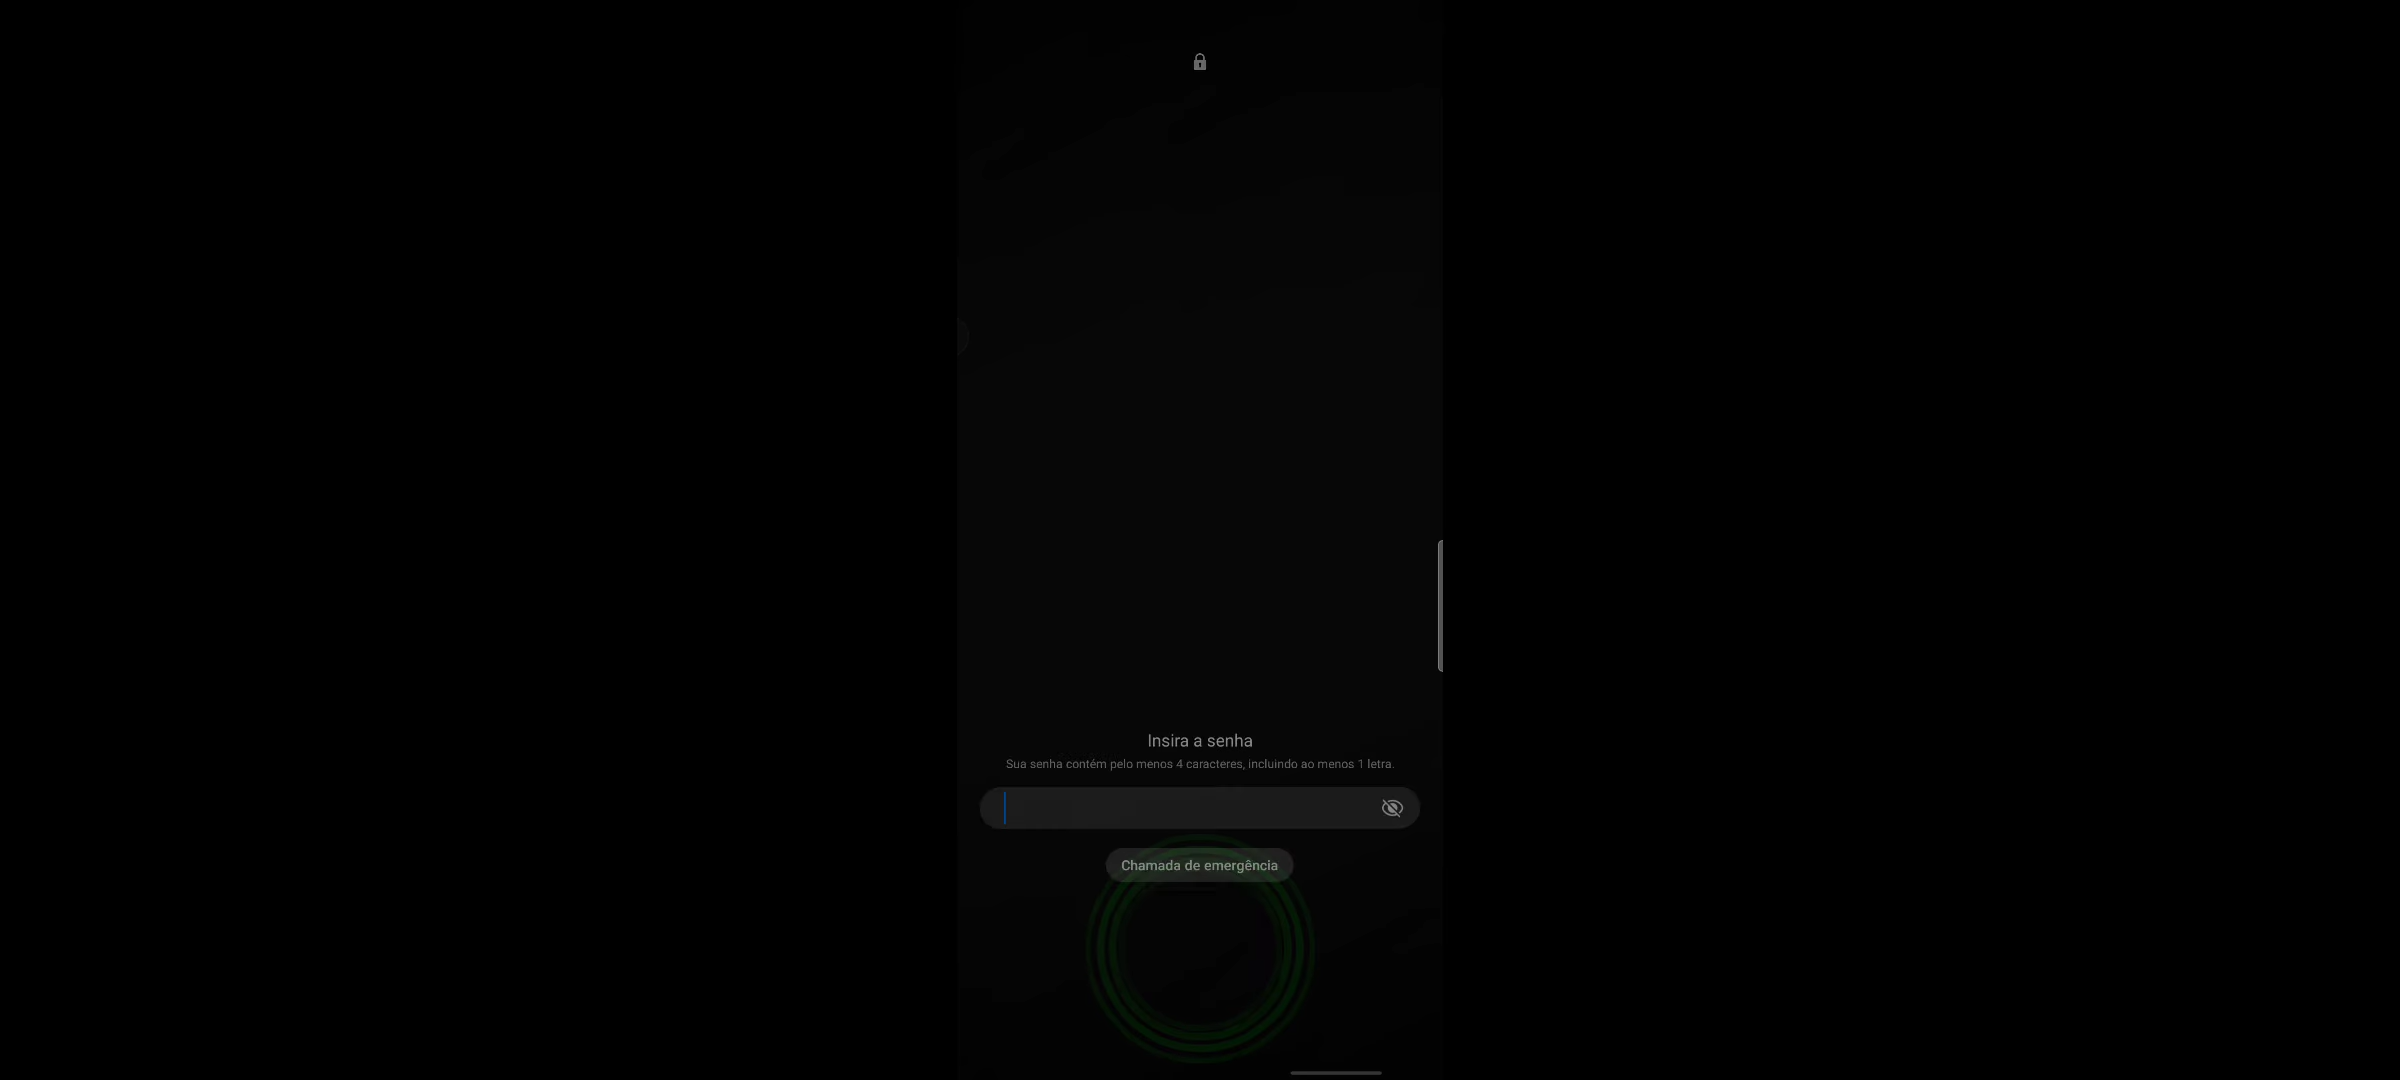 Insira a senha
Sua senha contém pelo menos 4 caracteres, incluindo ao menos 1 letra.
Chamada de emergência